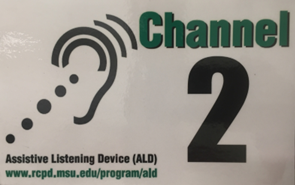 Channel
2
Assistive Listening Device (ALD)
www.rcpd.msu.edu/program/ald